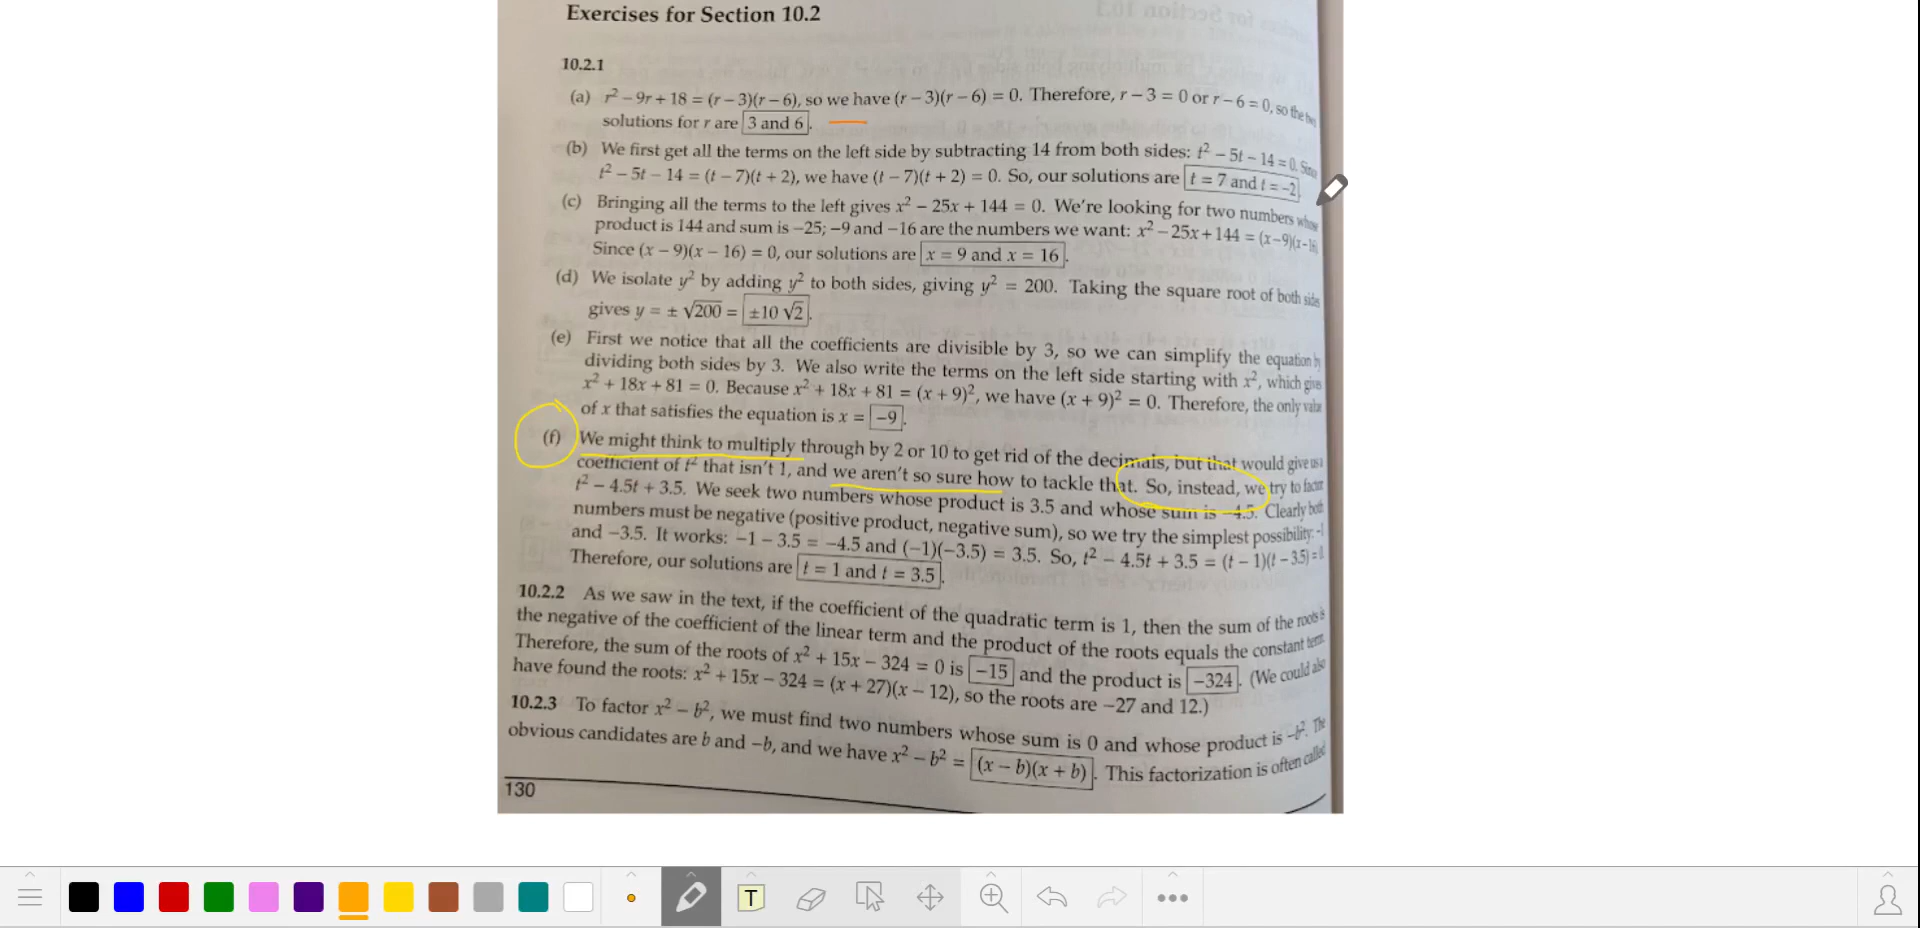 Exercises for Section 10.2
10.2.1
(a) r² − 9r + 18 = (r − 3)(r − 6), so we have (r − 3)(r − 6) = 0. Therefore, r − 3 = 0 or r − 6 = 0, so the two
solutions for r are 3 and 6.
(b) We first get all the terms on the left side by subtracting 14 from both sides: t² − 5t − 14 = 0. Since
t² − 5t − 14 = (t − 7)(t + 2), we have (t − 7)(t + 2) = 0. So, our solutions are t = 7 and t = −2.
(c) Bringing all the terms to the left gives x² − 25x + 144 = 0. We're looking for two numbers whose
product is 144 and sum is −25; −9 and −16 are the numbers we want: x² − 25x + 144 = (x−9)(x−16).
Since (x − 9)(x − 16) = 0, our solutions are x = 9 and x = 16.
(d) We isolate y² by adding y² to both sides, giving y² = 200. Taking the square root of both sides
gives y = ± √200 = ±10 √2.
(e) First we notice that all the coefficients are divisible by 3, so we can simplify the equation by
dividing both sides by 3. We also write the terms on the left side starting with x², which gives
x² + 18x + 81 = 0. Because x² + 18x + 81 = (x + 9)², we have (x + 9)² = 0. Therefore, the only value
of x that satisfies the equation is x = −9.
(f) We might think to multiply through by 2 or 10 to get rid of the decimals, but that would give us a
coefficient of t² that isn't 1, and we aren't so sure how to tackle that. So, instead, we try to factor
t² − 4.5t + 3.5. We seek two numbers whose product is 3.5 and whose sum is −4.5. Clearly both
numbers must be negative (positive product, negative sum), so we try the simplest possibility: −1
and −3.5. It works: −1 − 3.5 = −4.5 and (−1)(−3.5) = 3.5. So, t² − 4.5t + 3.5 = (t − 1)(t − 3.5) = 0.
Therefore, our solutions are t = 1 and t = 3.5.
10.2.2 As we saw in the text, if the coefficient of the quadratic term is 1, then the sum of the roots is
the negative of the coefficient of the linear term and the product of the roots equals the constant term.
Therefore, the sum of the roots of x² + 15x − 324 = 0 is −15 and the product is −324. (We could also
have found the roots: x² + 15x − 324 = (x + 27)(x − 12), so the roots are −27 and 12.)
10.2.3 To factor x² − b², we must find two numbers whose sum is 0 and whose product is −b². The
obvious candidates are b and −b, and we have x² − b² = (x − b)(x + b). This factorization is often called
130
T